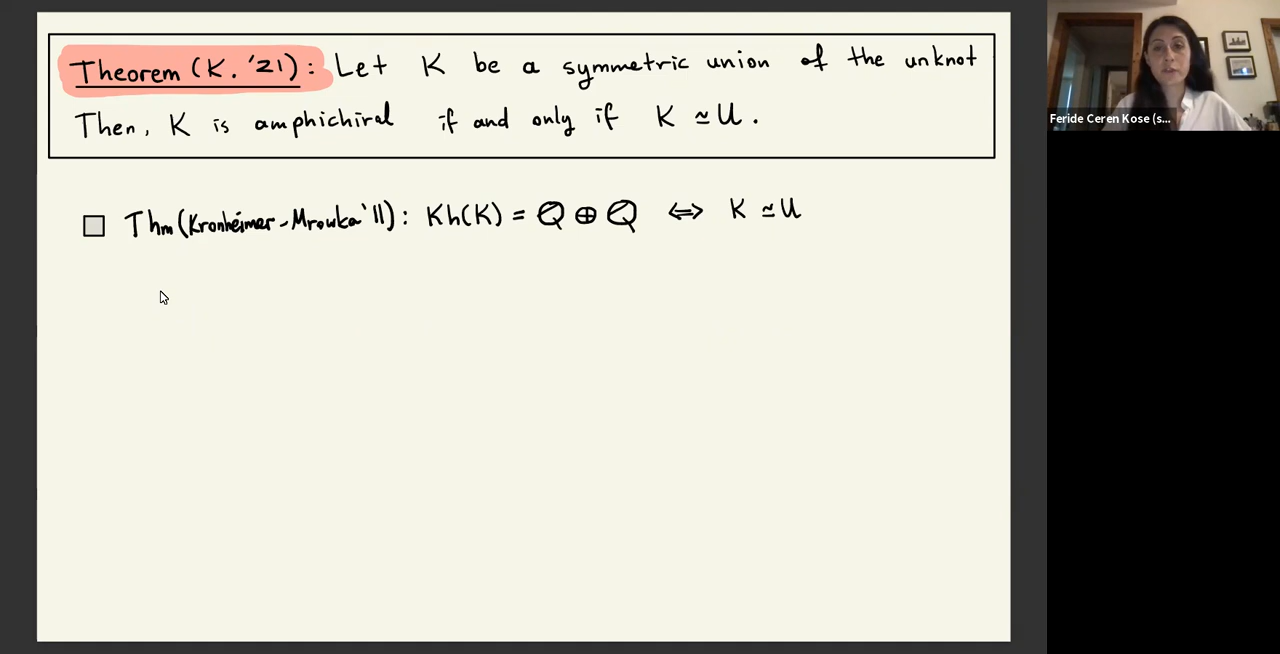 Theorem (K. '21): Let K be a symmetric union of the unknot
Then, K is amphichiral if and only if K ≃ U.
Thm (Kronheimer-Mrowka '11): Kh(K) = Q ⊕ Q ⇔ K ≃ U
Feride Ceren Kose (s...